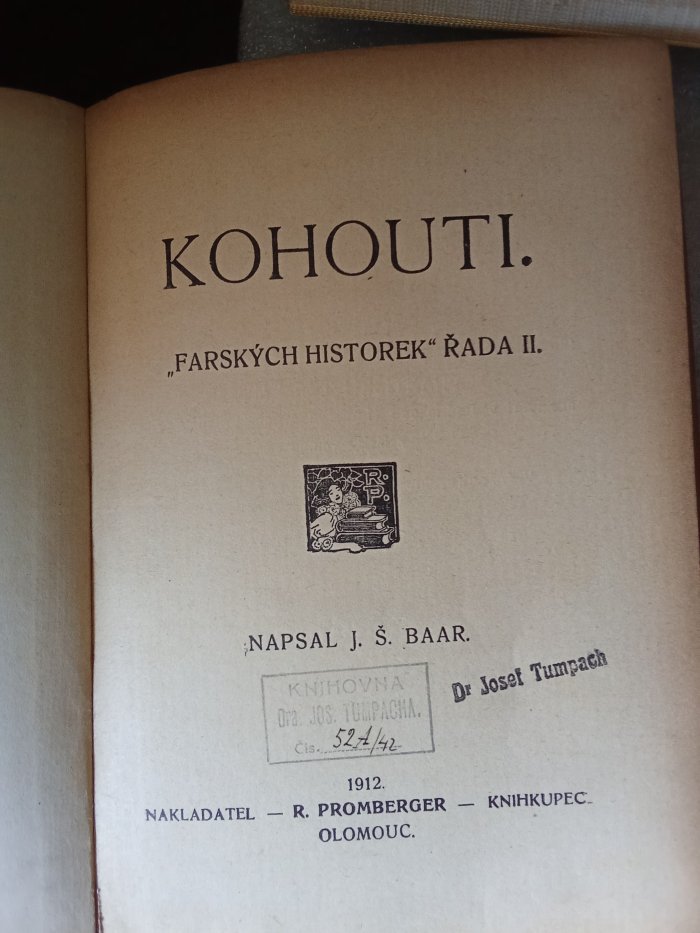 KOHOUTI.
„FARSKÝCH HISTOREK“ ŘADA II.
R.
P.
NAPSAL J. Š. BAAR.
KNIHOVNA
Dra. JOS. TUMPACHA.
Čís. 52A/42
Dr Josef Tumpach
1912.
NAKLADATEL — R. PROMBERGER — KNIHKUPEC
OLOMOUC.